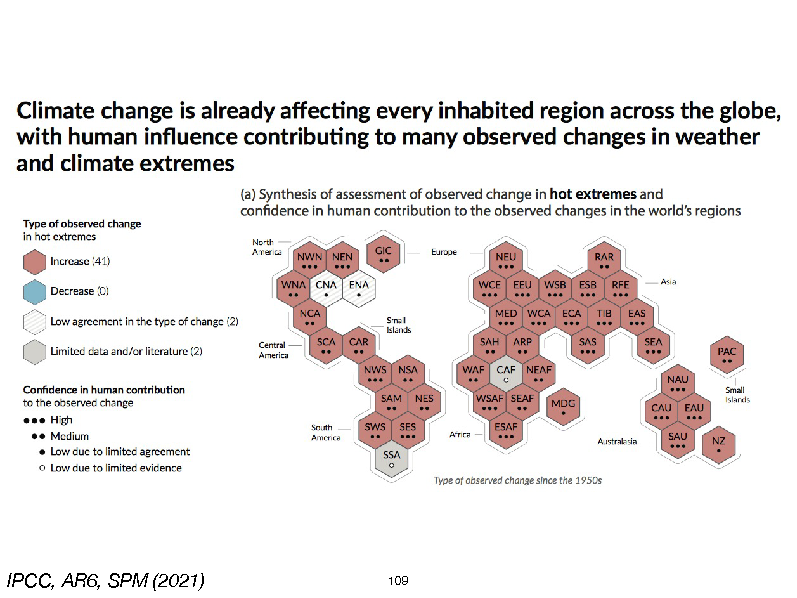 Climate change is already affecting every inhabited region across the globe,
with human influence contributing to many observed changes in weather
and climate extremes
(a) Synthesis of assessment of observed change in hot extremes and
confidence in human contribution to the observed changes in the world's regions
Type of observed change
in hot extremes
Increase (41)
Decrease (0)
Low agreement in the type of change (2)
Limited data and/or literature (2)
Confidence in human contribution
to the observed change
●●● High
●● Medium
● Low due to limited agreement
○ Low due to limited evidence
North
America
NWN NEN GIC
WNA CNA ENA
NCA
Small
Islands
Central
America
SCA CAR
NWS NSA
SAM NES
South
America
SWS SES
SSA
Europe
NEU RAR
WCE EEU WSB ESB RFE
Asia
MED WCA ECA TIB EAS
SAH ARP SAS SEA
WAF CAF NEAF
WSAF SEAF MDG
Africa
ESAF
PAC
Small
Islands
NAU
CAU EAU
Australasia
SAU NZ
Type of observed change since the 1950s
IPCC, AR6, SPM (2021)
109